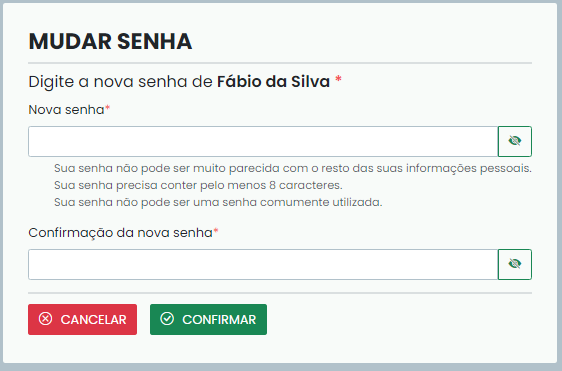 MUDAR SENHA
Digite a nova senha de Fábio da Silva *
Nova senha*
Sua senha não pode ser muito parecida com o resto das suas informações pessoais.
Sua senha precisa conter pelo menos 8 caracteres.
Sua senha não pode ser uma senha comumente utilizada.
Confirmação da nova senha*
CANCELAR CONFIRMAR